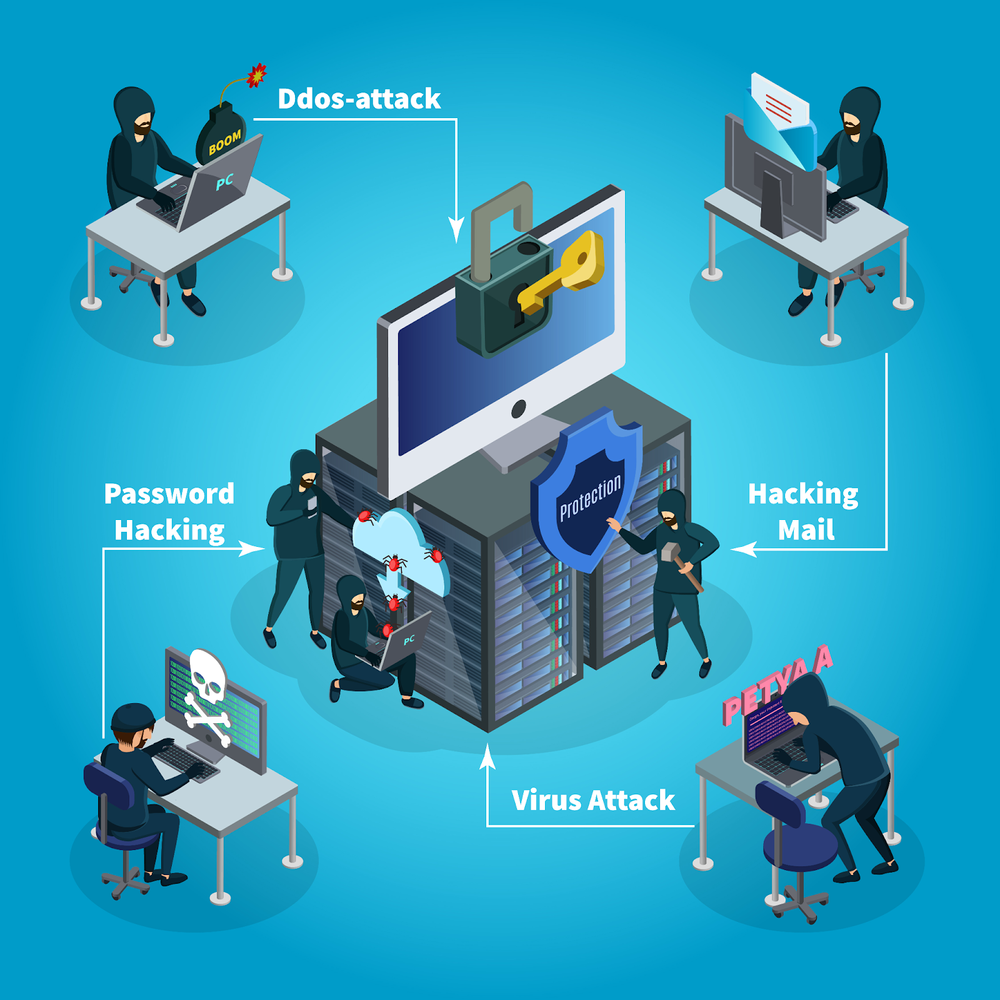 Ddos-attack
BOOM
PC
Protection
Password
Hacking
Hacking
Mail
PC
PETYA A
Virus Attack